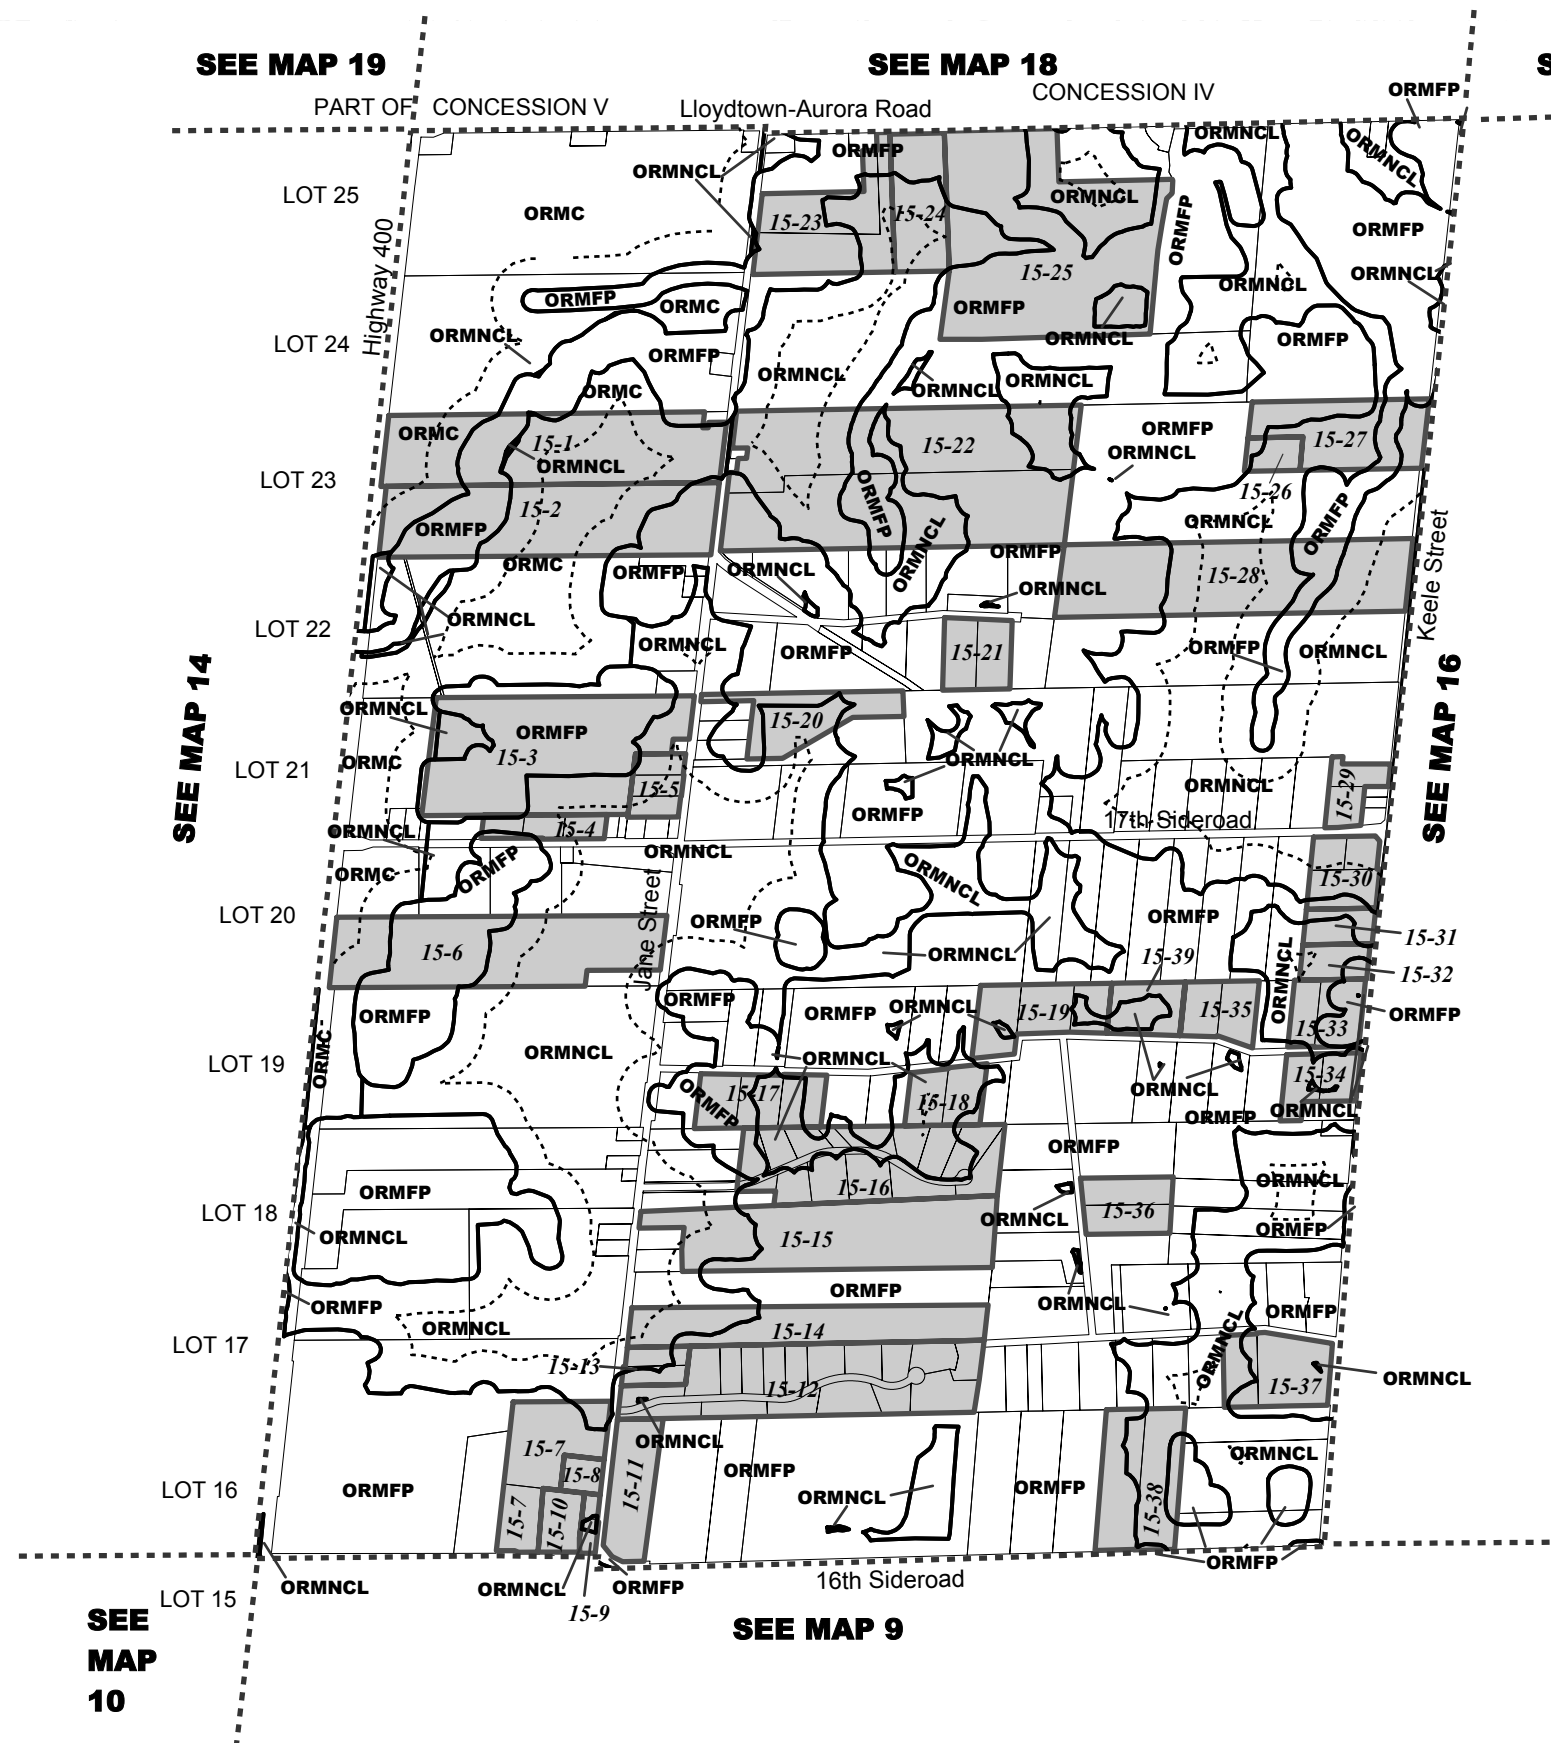 SEE MAP 19
SEE MAP 18
S
PART OF CONCESSION V
Lloydtown-Aurora Road
CONCESSION IV
ORMFP
ORMNCL
ORMFP
ORMNCL
ORMNCL
LOT 25
ORMC
15-23
15-24
ORMNCL
ORMFP
ORMFP
Highway 400
15-25
ORMNCL
ORMNCL
ORMFP
ORMC
ORMFP
LOT 24
ORMNCL
ORMFP
ORMNCL
ORMFP
ORMNCL
ORMNCL
ORMNCL
ORMC
ORMC
15-1
ORMNCL
15-22
ORMFP
ORMNCL
15-27
LOT 23
15-26
15-2
ORMFP
ORMFP
ORMNCL
ORMNCL
ORMFP
Keele Street
ORMC
ORMFP
ORMNCL
ORMFP
ORMNCL
15-28
LOT 22
ORMNCL
ORMNCL
ORMFP
15-21
ORMFP
ORMNCL
SEE MAP 14
SEE MAP 16
ORMNCL
ORMFP
15-20
15-3
ORMC
LOT 21
15-5
ORMNCL
ORMFP
ORMNCL
15-29
ORMNCL
15-4
17th Sideroad
ORMNCL
ORMC
ORMFP
ORMNCL
15-30
LOT 20
Jane Street
ORMFP
ORMFP
15-6
ORMNCL
15-39
ORMNCL
15-31
15-32
ORMFP
ORMFP
ORMFP
ORMNCL
15-19
15-35
15-33
ORMFP
LOT 19
ORMC
ORMNCL
ORMNCL
ORMFP
15-17
15-18
ORMNCL
15-34
ORMNCL
ORMFP
ORMFP
ORMFP
15-16
ORMNCL
LOT 18
ORMNCL
15-15
ORMNCL
15-36
ORMFP
ORMFP
ORMFP
ORMNCL
ORMFP
ORMNCL
15-14
ORMNCL
LOT 17
15-13
15-12
15-37
ORMNCL
15-7
15-8
ORMNCL
ORMNCL
LOT 16
ORMFP
15-7
15-10
15-11
ORMFP
ORMNCL
ORMFP
15-38
ORMNCL
ORMNCL
ORMFP
ORMFP
16th Sideroad
LOT 15
15-9
SEE
MAP
10
SEE MAP 9